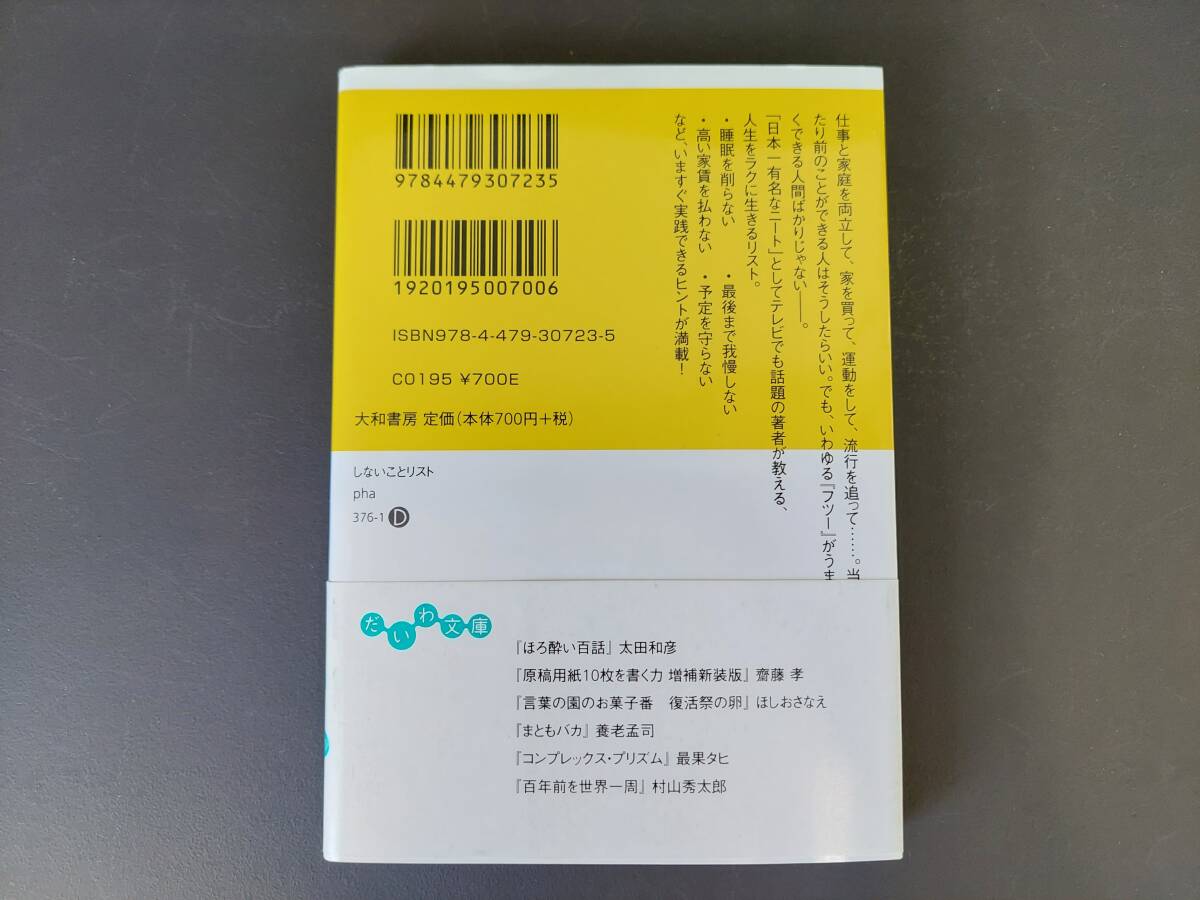 仕事と家庭を両立して、家を買って、運動をして、流行を追って……。当
たり前のことができる人はそうしたらいい。でも、いわゆる『フツー』がうま
くできる人間ばかりじゃない――。
「日本一有名なニート」としてテレビでも話題の著者が教える、
人生をラクに生きるリスト。
・睡眠を削らない ・最後まで我慢しない
・高い家賃を払わない ・予定を守らない
など、いますぐ実践できるヒントが満載！
9784479307235
1920195007006
ISBN978-4-479-30723-5
C0195 ¥700E
大和書房 定価（本体700円＋税）
しないことリスト
pha
376-1 D
だいわ文庫
『ほろ酔い百話』 太田和彦
『原稿用紙10枚を書く力 増補新装版』 齋藤 孝
『言葉の園のお菓子番　復活祭の卵』 ほしおさなえ
『まともバカ』 養老孟司
『コンプレックス・プリズム』 最果タヒ
『百年前を世界一周』 村山秀太郎